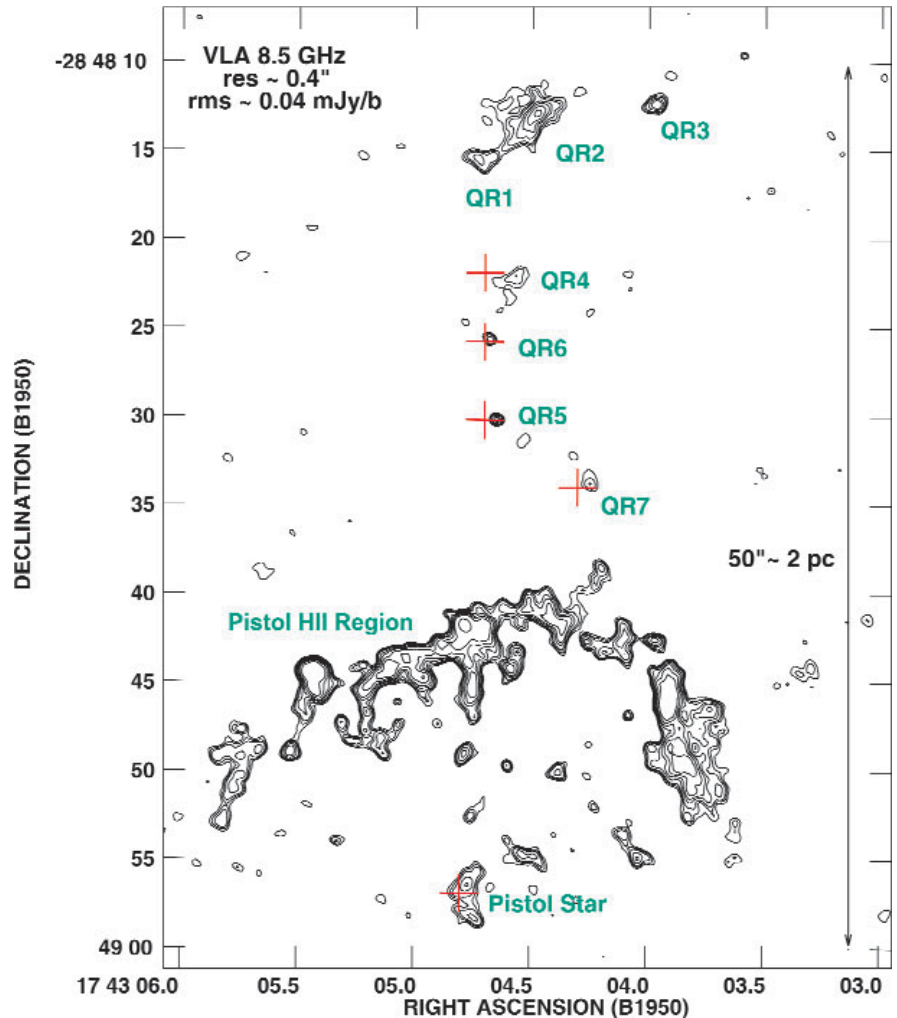 -28 48 10
VLA 8.5 GHz
res ~ 0.4"
rms ~ 0.04 mJy/b
QR3
QR2
15
QR1
20
QR4
25
QR6
QR5
30
QR7
35
50"~ 2 pc
40
Pistol HII Region
45
50
55
Pistol Star
49 00
DECLINATION (B1950)
17 43 06.0 05.5 05.0 04.5 04.0 03.5 03.0
RIGHT ASCENSION (B1950)